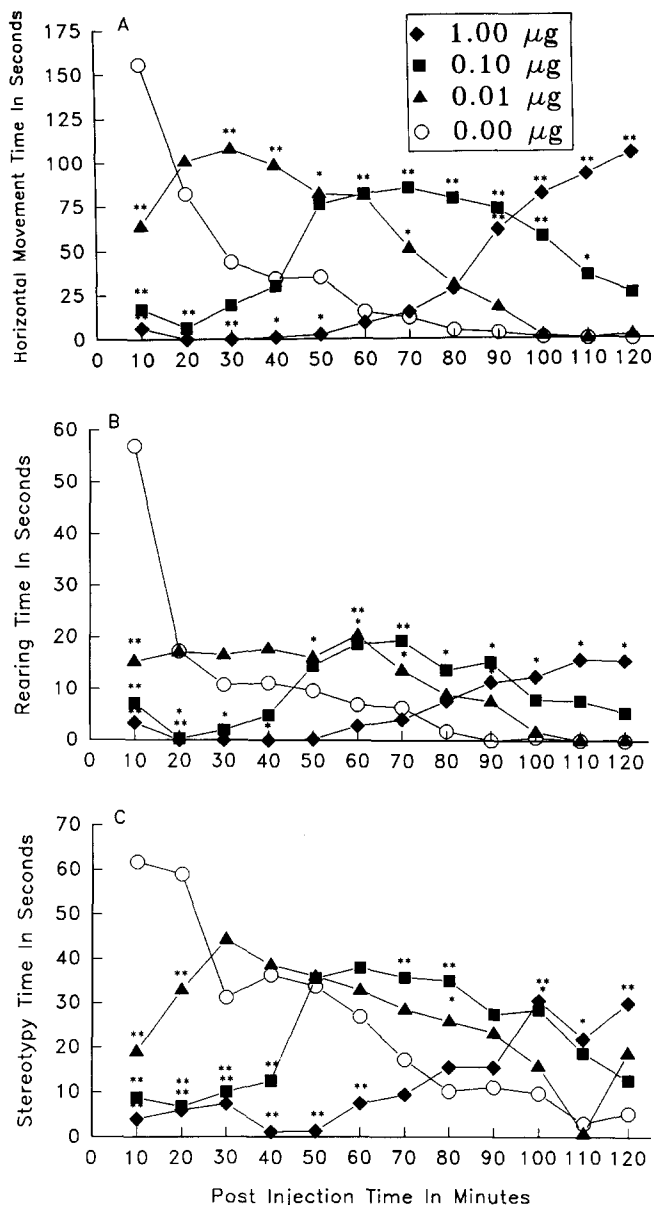 A
1.00 µg
0.10 µg
0.01 µg
0.00 µg
Horizontal Movement Time In Seconds
175
150
125
100
75
50
25
0
** ** ** ** * ** ** ** ** ** ** **
** * ** ** *
** ** * *
0 10 20 30 40 50 60 70 80 90 100 110 120
B
Rearing Time In Seconds
60
50
40
30
20
10
0
0 10 20 30 40 50 60 70 80 90 100 110 120
C
Stereotypy Time In Seconds
70
60
50
40
30
20
10
0
0 10 20 30 40 50 60 70 80 90 100 110 120
Post Injection Time In Minutes